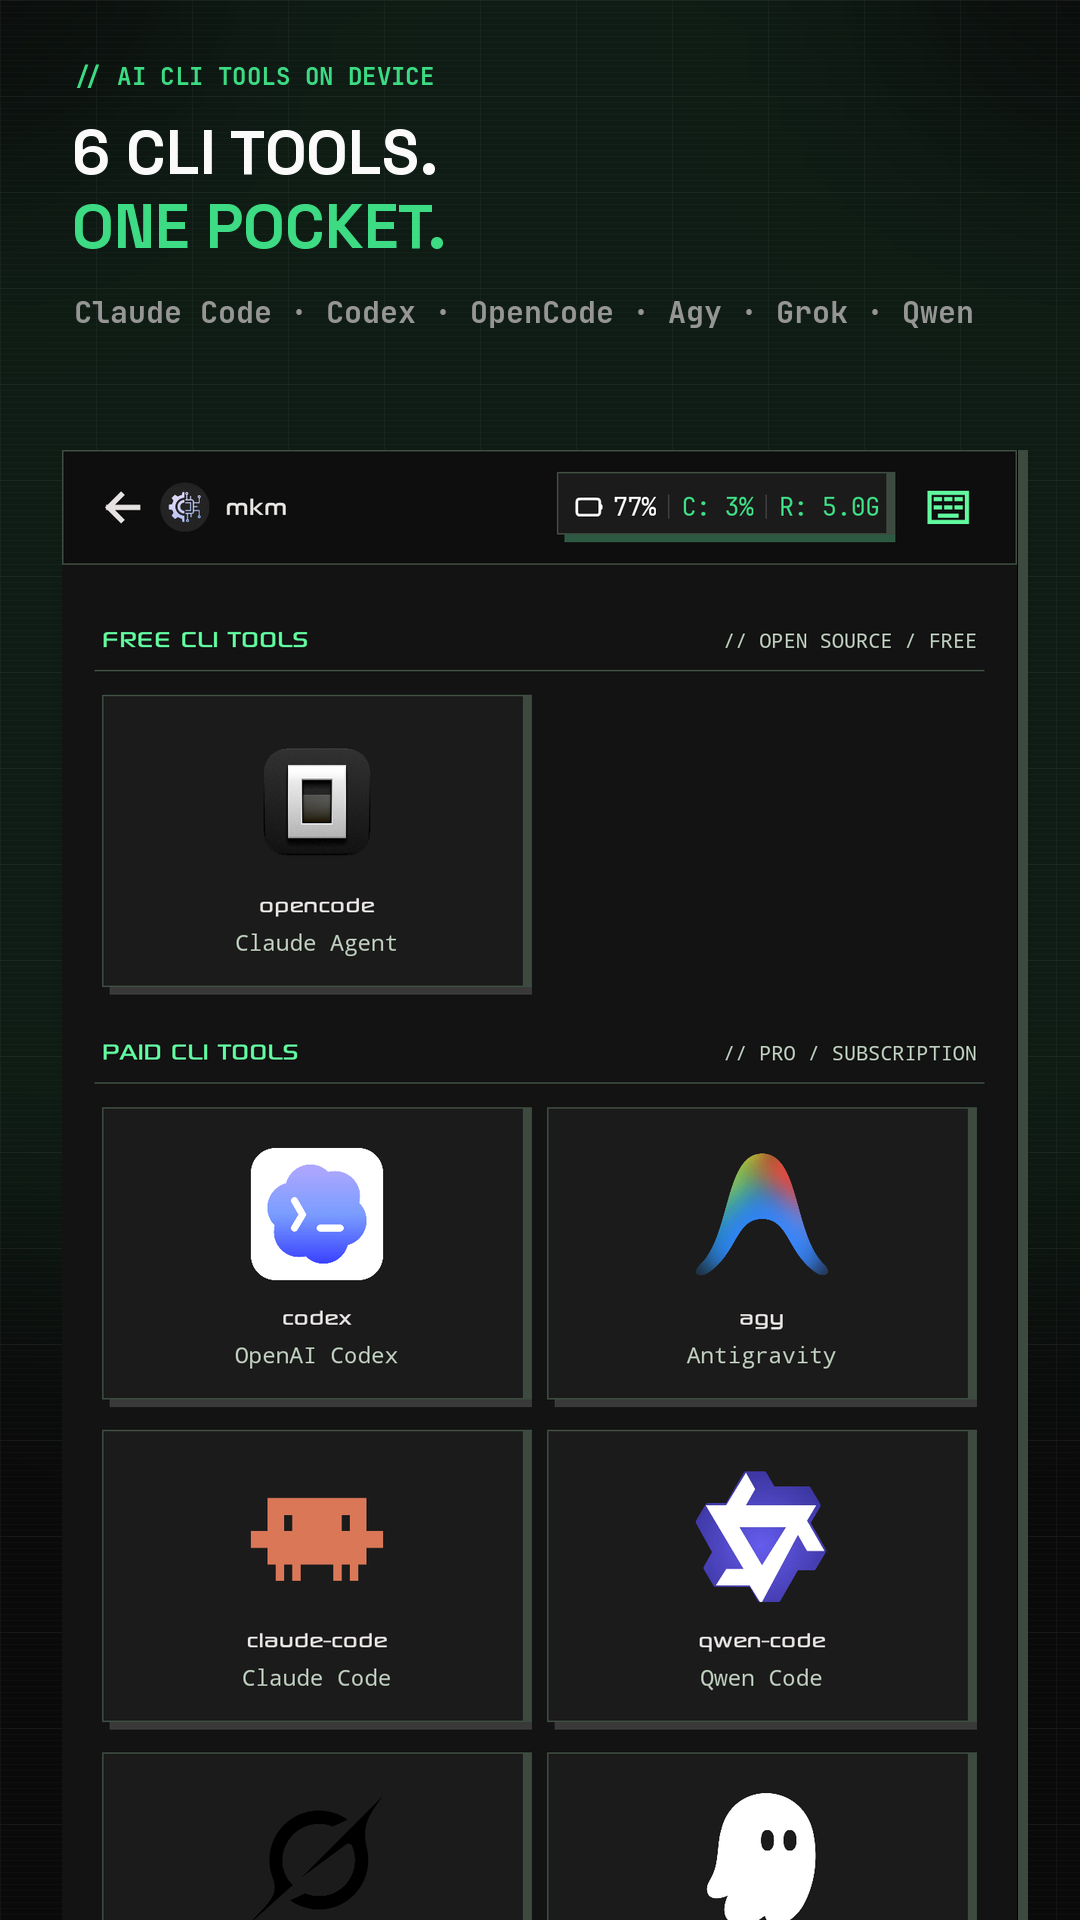 // AI CLI TOOLS ON DEVICE
6 CLI TOOLS.
ONE POCKET.
Claude Code · Codex · OpenCode · Agy · Grok · Qwen
mkm
77% C: 3% R: 5.0G
FREE CLI TOOLS
// OPEN SOURCE / FREE
opencode
Claude Agent
PAID CLI TOOLS
// PRO / SUBSCRIPTION
codex
OpenAI Codex
agy
Antigravity
claude-code
Claude Code
qwen-code
Qwen Code